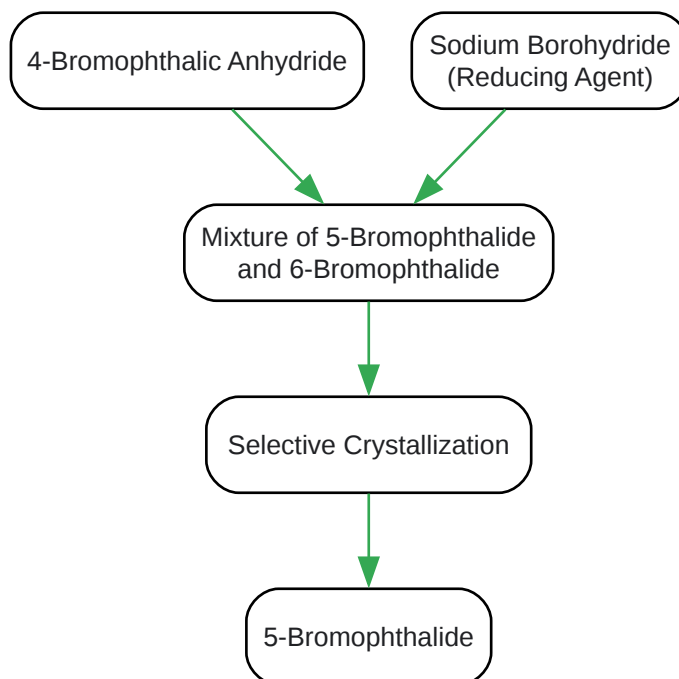 4-Bromophthalic Anhydride
Sodium Borohydride
(Reducing Agent)
Mixture of 5-Bromophthalide
and 6-Bromophthalide
Selective Crystallization
5-Bromophthalide